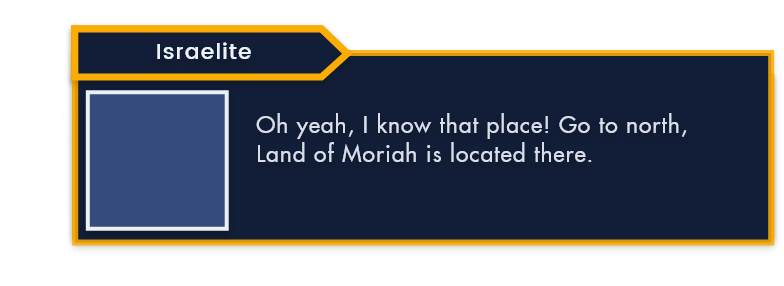 Israelite
Oh yeah, I know that place! Go to north,
Land of Moriah is located there.